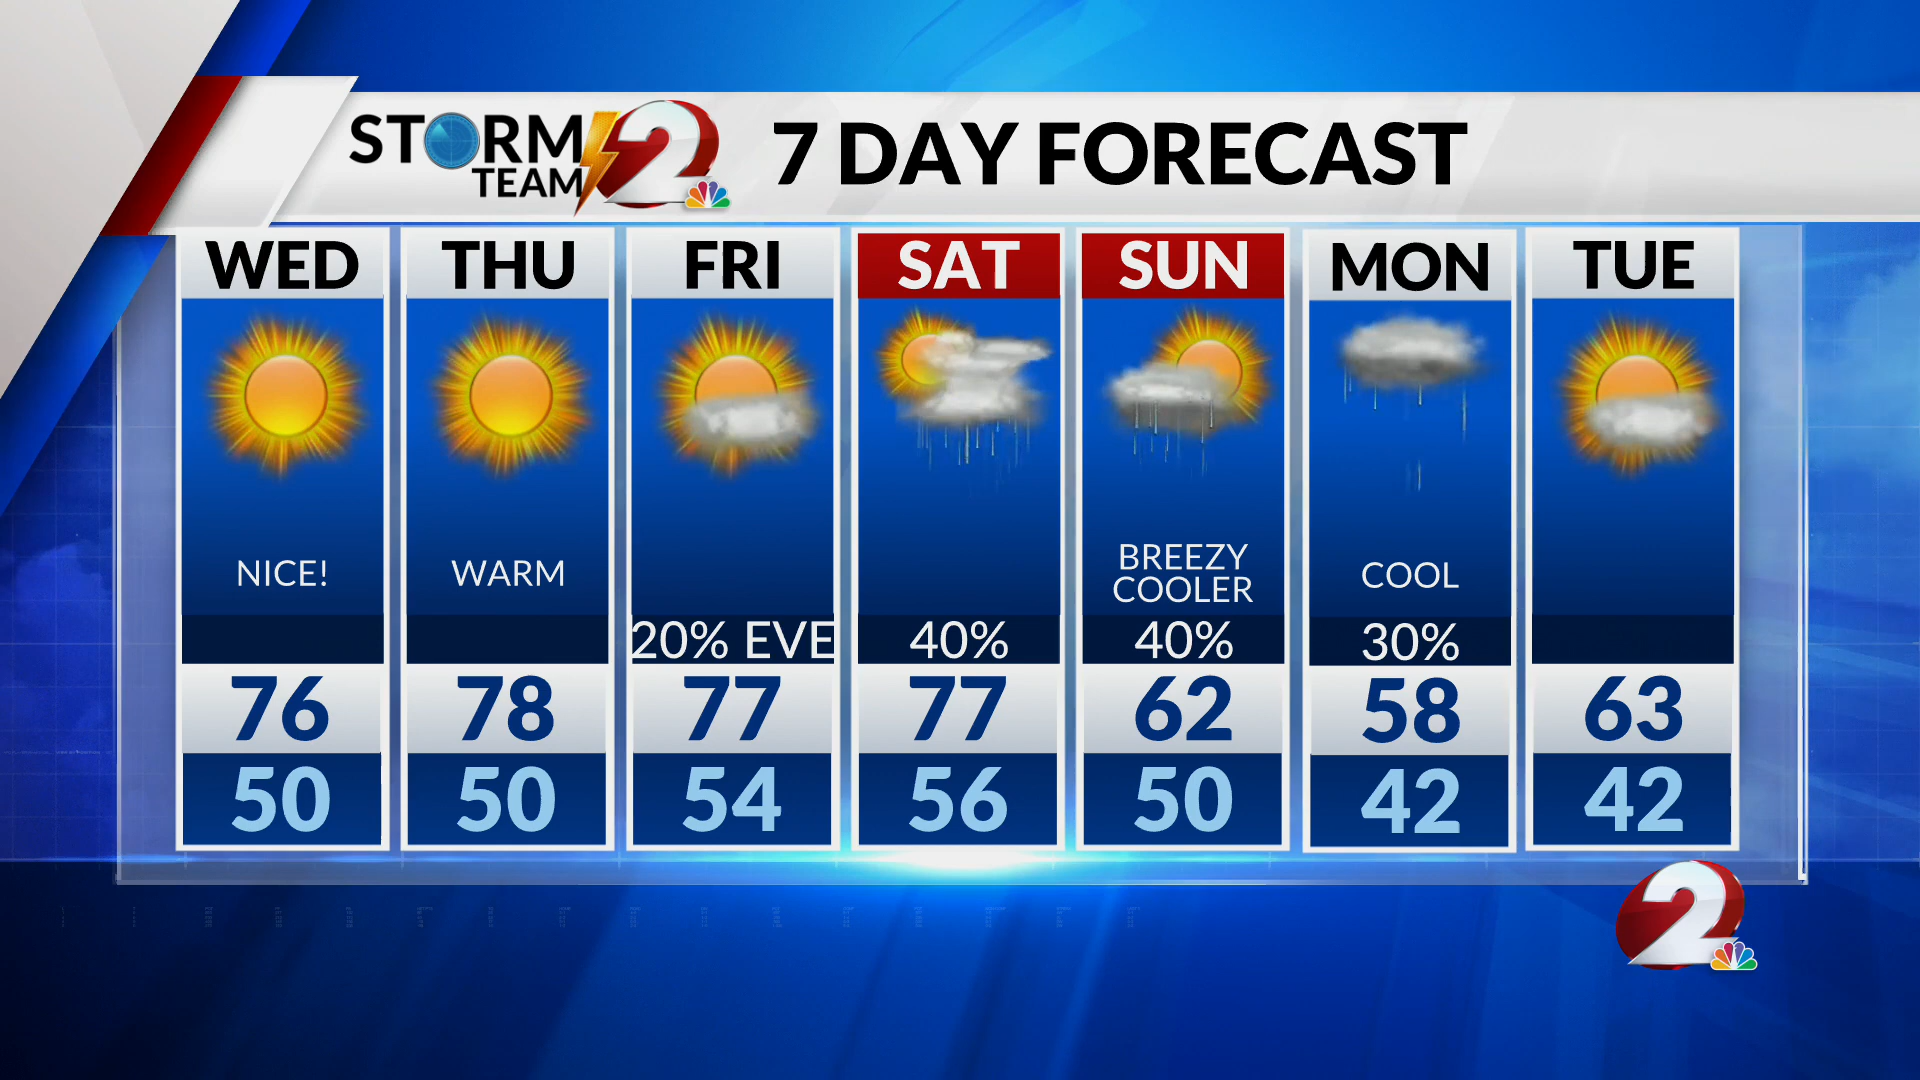 STORM
TEAM
2
7 DAY FORECAST
WED THU FRI SAT SUN MON TUE
NICE! WARM BREEZY COOLER COOL
20% EVE 40% 40% 30%
76 78 77 77 62 58 63
50 50 54 56 50 42 42
2